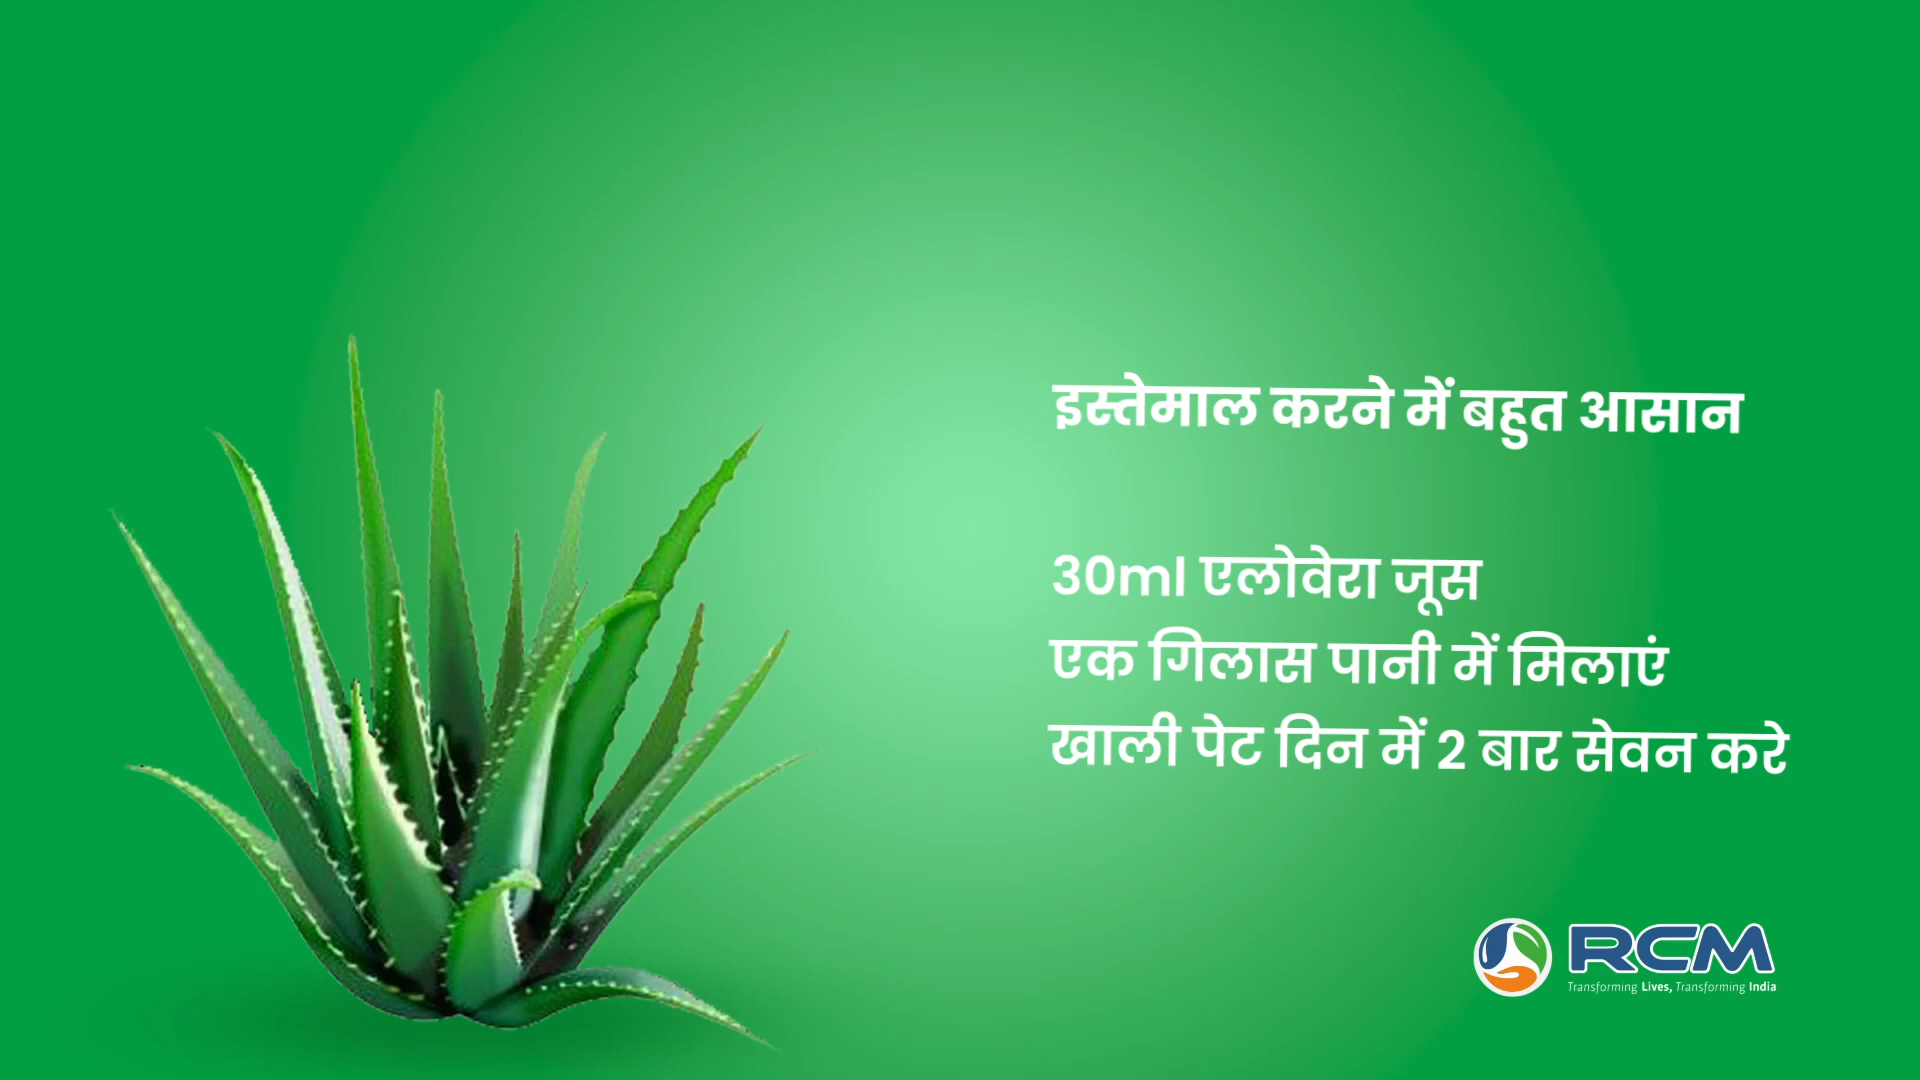 इस्तेमाल करने में बहुत आसान
30ml एलोवेरा जूस
एक गिलास पानी में मिलाएं
खाली पेट दिन में 2 बार सेवन करे
RCM
Transforming Lives, Transforming India